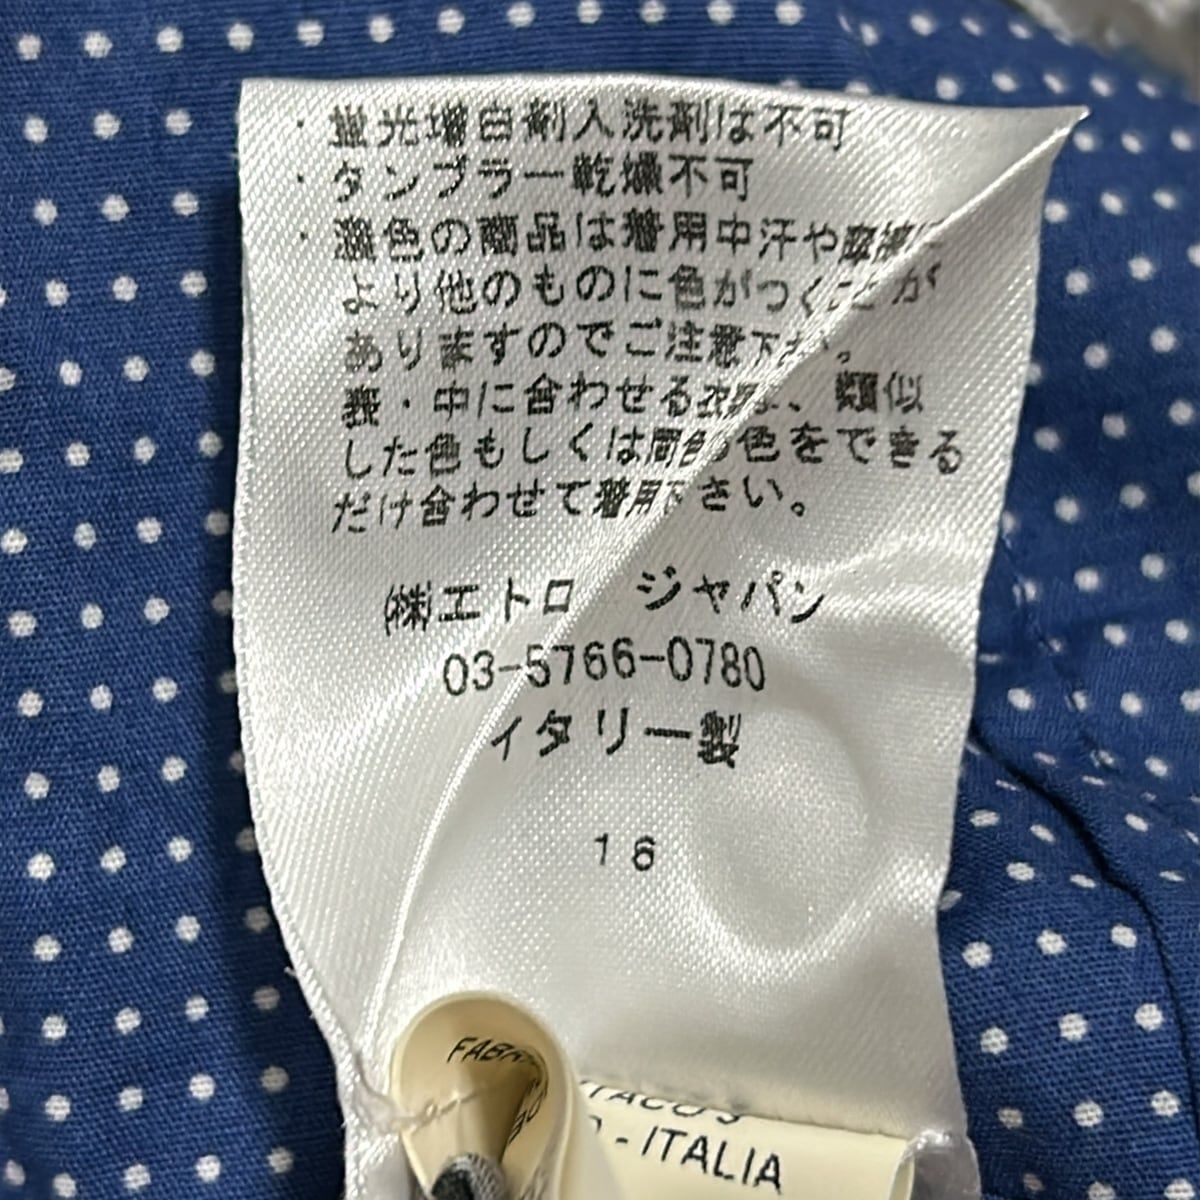 ・蛍光増白剤入洗剤は不可
・タンブラー乾燥不可
・濃色の商品は着用中汗や摩擦に
より他のものに色がつくことが
ありますのでご注意下さい。
表・中に合わせる衣類は、類似
した色もしくは同色の色をできる
だけ合わせて着用下さい。
㈱エトロ ジャパン
03-5766-0780
イタリー製
16
- ITALIA